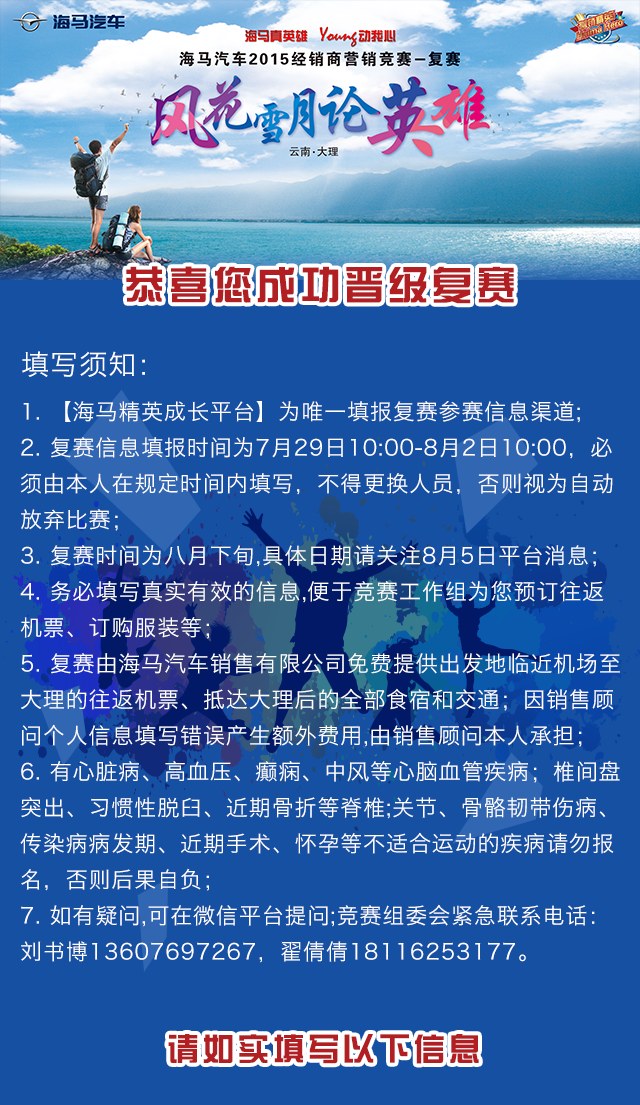 海马汽车
海马真英雄 Young动我心
海马汽车2015经销商营销竞赛-复赛
风花雪月论英雄
云南·大理
恭喜您成功晋级复赛
填写须知：
1. 【海马精英成长平台】为唯一填报复赛参赛信息渠道；
2. 复赛信息填报时间为7月29日10:00-8月2日10:00，必
须由本人在规定时间内填写，不得更换人员，否则视为自动
放弃比赛；
3. 复赛时间为八月下旬,具体日期请关注8月5日平台消息；
4. 务必填写真实有效的信息,便于竞赛工作组为您预订往返
机票、订购服装等；
5. 复赛由海马汽车销售有限公司免费提供出发地临近机场至
大理的往返机票、抵达大理后的全部食宿和交通；因销售顾
问个人信息填写错误产生额外费用,由销售顾问本人承担；
6. 有心脏病、高血压、癫痫、中风等心脑血管疾病；椎间盘
突出、习惯性脱臼、近期骨折等脊椎;关节、骨骼韧带伤病、
传染病病发期、近期手术、怀孕等不适合运动的疾病请勿报
名，否则后果自负；
7. 如有疑问,可在微信平台提问;竞赛组委会紧急联系电话：
刘书博13607697267，翟倩倩18116253177。
请如实填写以下信息